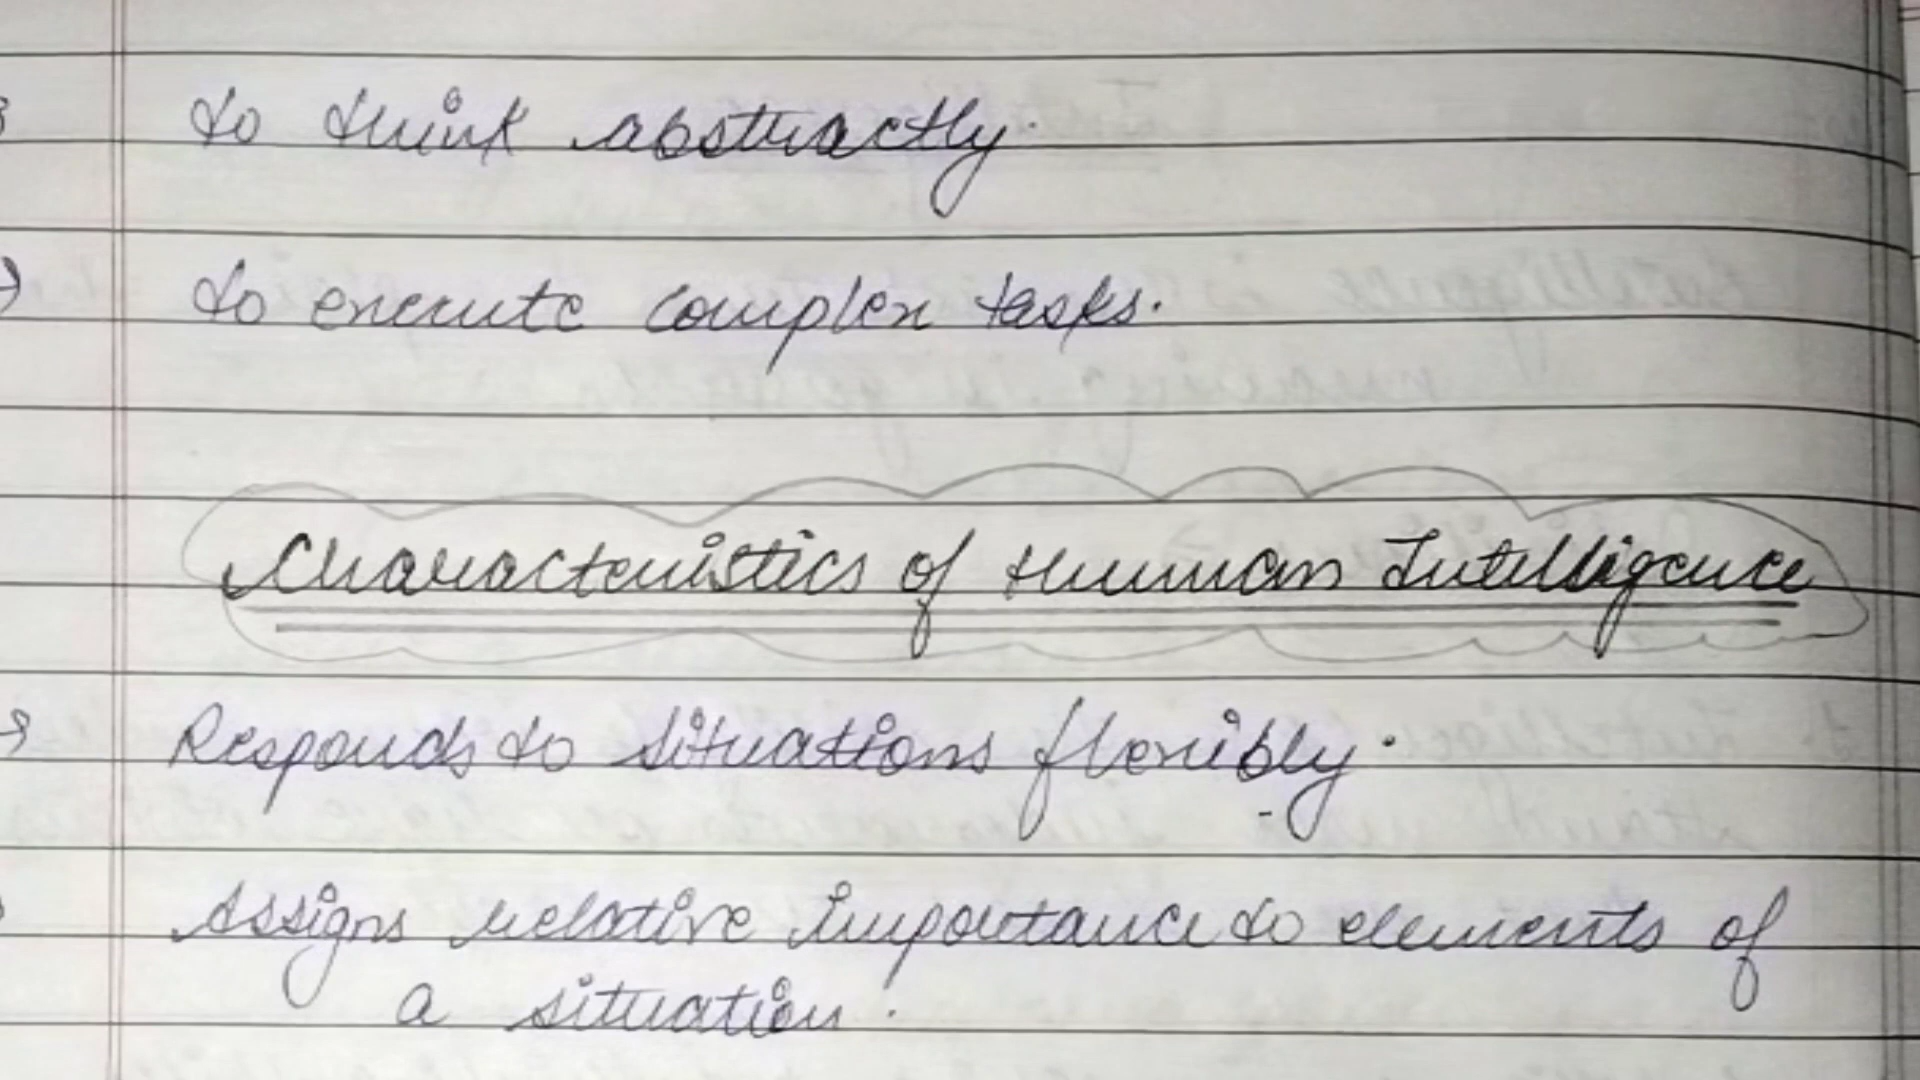 to think abstractly.
→ to execute complex tasks.
Characteristics of Human Intelligence
→ Responds to situations flexibly.
Assigns relative importance to elements of
a situation.